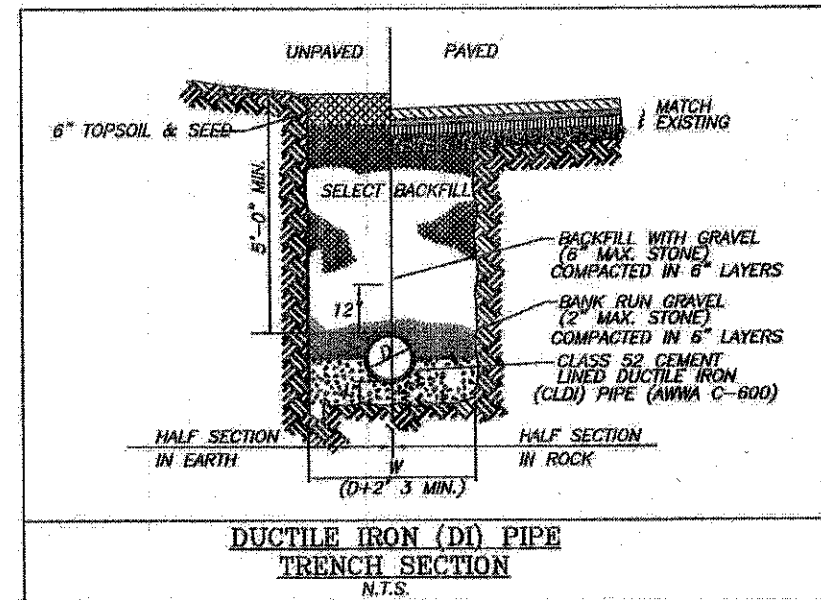 UNPAVED
PAVED
6" TOPSOIL & SEED
MATCH
EXISTING
5'-0" MIN.
SELECT BACKFILL
BACKFILL WITH GRAVEL
(6" MAX. STONE)
COMPACTED IN 6" LAYERS
12"
BANK RUN GRAVEL
(2" MAX. STONE)
COMPACTED IN 6" LAYERS
D
CLASS 52 CEMENT
LINED DUCTILE IRON
(CLDI) PIPE (AWWA C-600)
HALF SECTION
IN EARTH
HALF SECTION
IN ROCK
W
(D+2' 3 MIN.)
DUCTILE IRON (DI) PIPE
TRENCH SECTION
N.T.S.